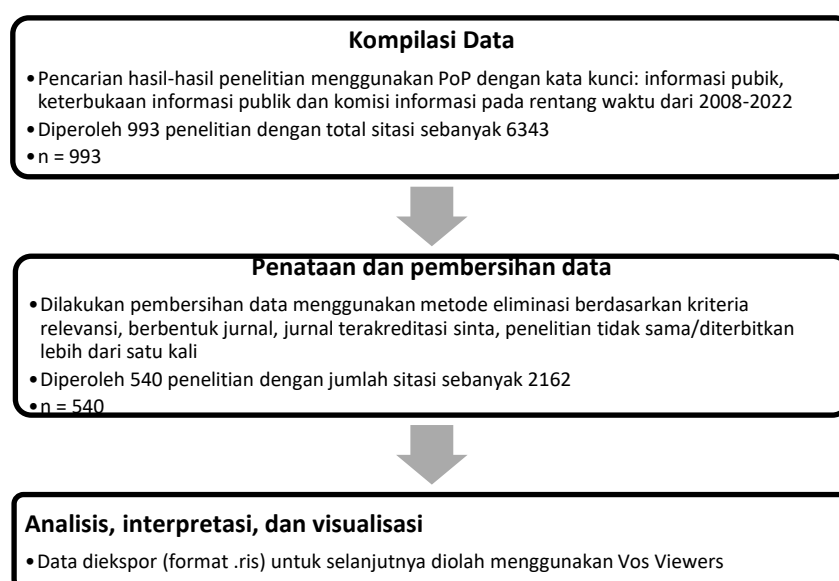 Kompilasi Data
•Pencarian hasil-hasil penelitian menggunakan PoP dengan kata kunci: informasi pubik,
keterbukaan informasi publik dan komisi informasi pada rentang waktu dari 2008-2022
•Diperoleh 993 penelitian dengan total sitasi sebanyak 6343
•n = 993
Penataan dan pembersihan data
•Dilakukan pembersihan data menggunakan metode eliminasi berdasarkan kriteria
relevansi, berbentuk jurnal, jurnal terakreditasi sinta, penelitian tidak sama/diterbitkan
lebih dari satu kali
•Diperoleh 540 penelitian dengan jumlah sitasi sebanyak 2162
•n = 540
Analisis, interpretasi, dan visualisasi
•Data diekspor (format .ris) untuk selanjutnya diolah menggunakan Vos Viewers